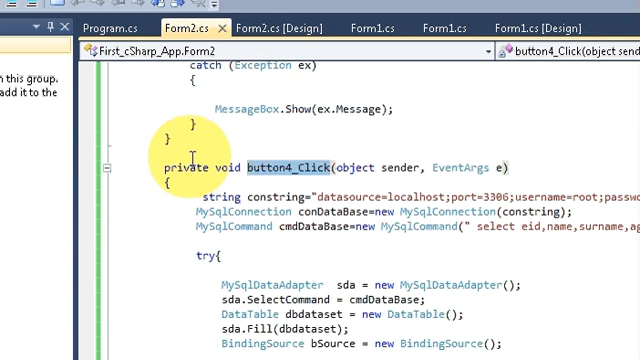 Program.cs
Form2.cs
Form2.cs [Design]
Form1.cs
Form1.cs
Form1.cs [Design]
First_cSharp_App.Form2
button4_Click(object send
n this group.
add it to the
catch (Exception ex)
{
MessageBox.Show(ex.Message);
}
}
private void button4_Click(object sender, EventArgs e)
{
string constring="datasource=localhost;port=3306;username=root;passwo
MySqlConnection conDataBase=new MySqlConnection(constring);
MySqlCommand cmdDataBase=new MySqlCommand(" select eid,name,surname,ag
try{
MySqlDataAdapter sda = new MySqlDataAdapter();
sda.SelectCommand = cmdDataBase;
DataTable dbdataset = new DataTable();
sda.Fill(dbdataset);
BindingSource bSource = new BindingSource();